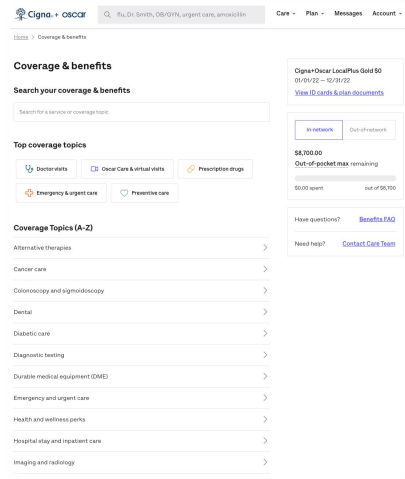 Cigna. + oscar
flu, Dr. Smith, OB/GYN, urgent care, amoxicillin
Care
Plan
Messages
Account
Home > Coverage & benefits
Coverage & benefits
Search your coverage & benefits
Search for a service or coverage topic
Top coverage topics
Doctor visits
Oscar Care & virtual visits
Prescription drugs
Emergency & urgent care
Preventive care
Coverage Topics (A-Z)
Alternative therapies
Cancer care
Colonoscopy and sigmoidoscopy
Dental
Diabetic care
Diagnostic testing
Durable medical equipment (DME)
Emergency and urgent care
Health and wellness perks
Hospital stay and inpatient care
Imaging and radiology
Cigna+Oscar LocalPlus Gold $0
01/01/22 — 12/31/22
View ID cards & plan documents
In-network
Out-of-network
$8,700.00
Out-of-pocket max remaining
$0.00 spent
out of $8,700
Have questions?
Benefits FAQ
Need help?
Contact Care Team